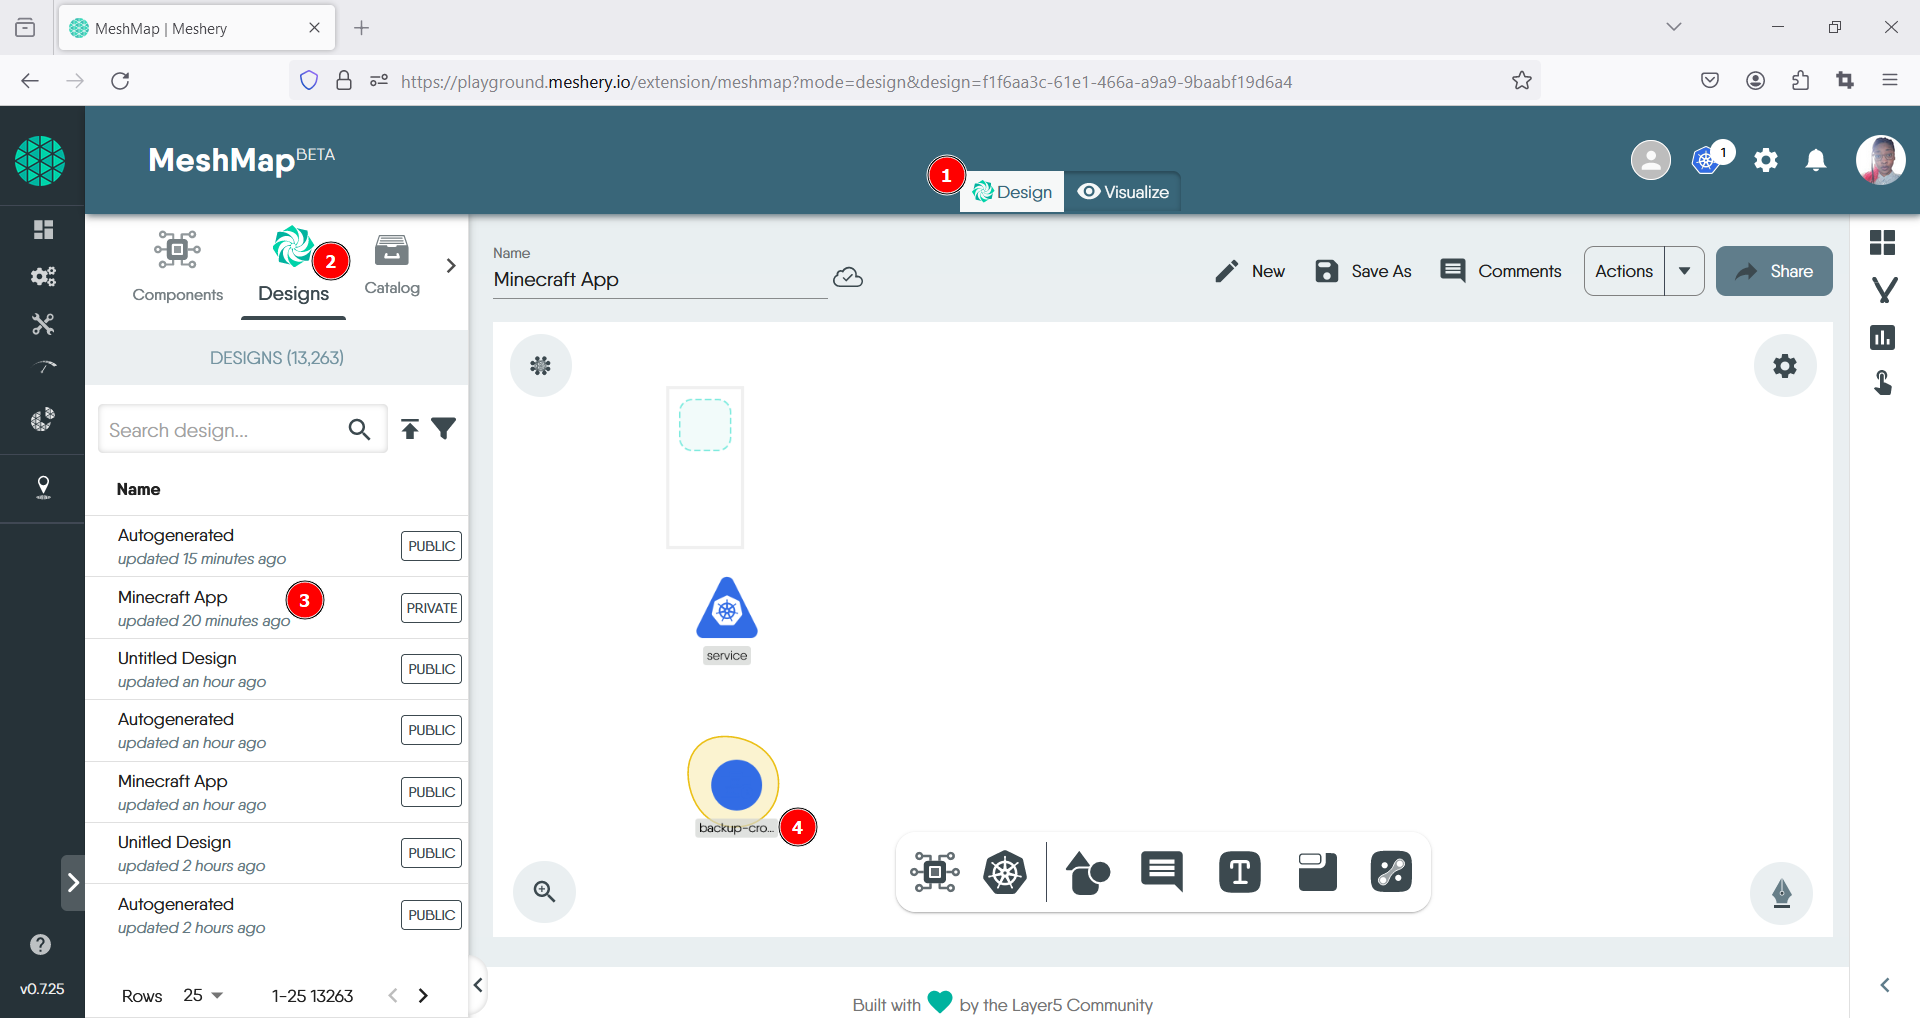 MeshMap | Meshery
https://playground.meshery.io/extension/meshmap?mode=design&design=f1f6aa3c-61e1-466a-a9a9-9baabf19d6a4
MeshMap BETA
1
Design
Visualize
1
Components
Designs
2
Catalog
DESIGNS (13,263)
Search design...
Name
Autogenerated
updated 15 minutes ago
PUBLIC
Minecraft App
updated 20 minutes ago
3
PRIVATE
Untitled Design
updated an hour ago
PUBLIC
Autogenerated
updated an hour ago
PUBLIC
Minecraft App
updated an hour ago
PUBLIC
Unitled Design
updated 2 hours ago
PUBLIC
Autogenerated
updated 2 hours ago
PUBLIC
Rows 25 1-25 13263
v0.7.25
Name
Minecraft App
New
Save As
Comments
Actions
Share
service
backup-cro...
4
T
Built with by the Layer5 Community